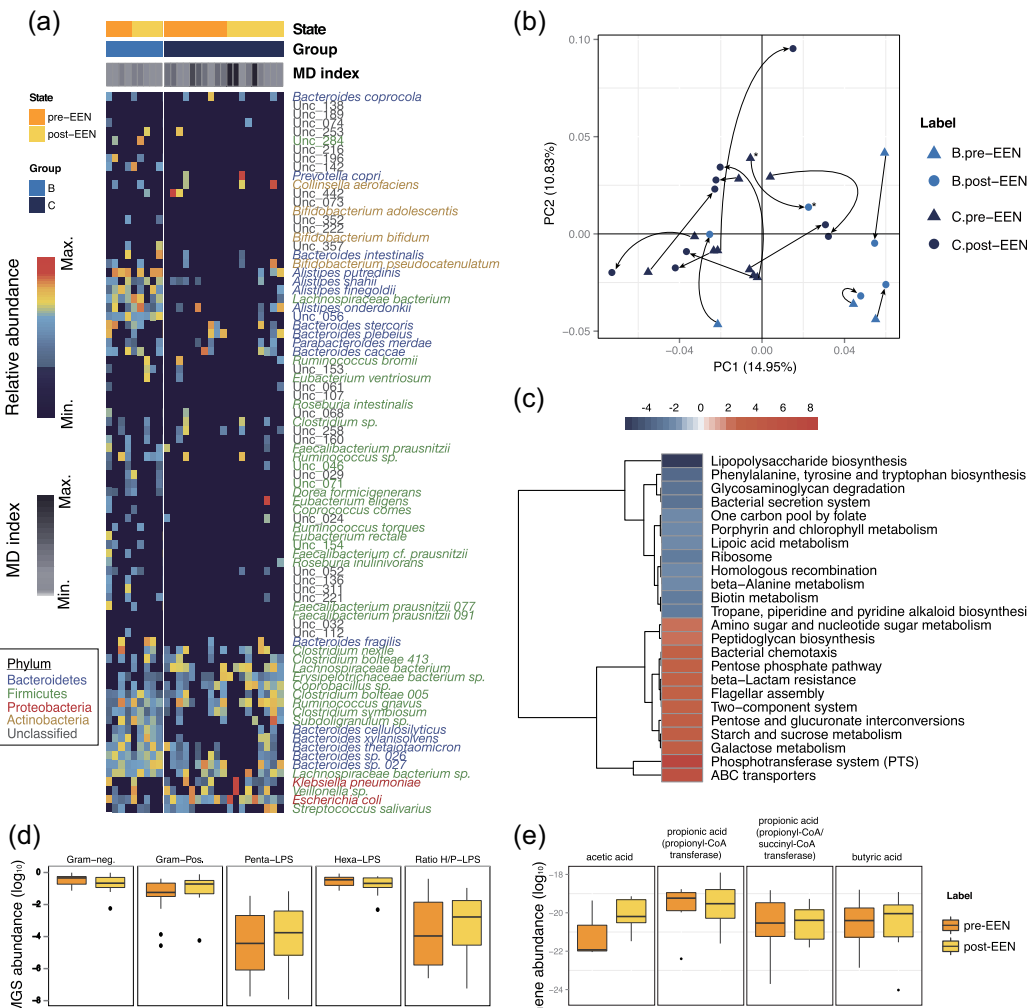 (a)
State
Group
MD index
State
pre-EEN
post-EEN
Group
B
C
Relative abundance
Max.
Min.
MD index
Max.
Min.
Phylum
Bacteroidetes
Firmicutes
Proteobacteria
Actinobacteria
Unclassified
Bacteroides coprocola
Unc_138
Unc_189
Unc_074
Unc_253
Unc_284
Unc_216
Unc_196
Unc_142
Prevotella copri
Collinsella aerofaciens
Unc_442
Unc_073
Bifidobacterium adolescentis
Unc_352
Unc_222
Bifidobacterium bifidum
Unc_357
Bacteroides intestinalis
Bifidobacterium pseudocatenulatum
Alistipes putredinis
Alistipes shahii
Alistipes finegoldii
Lachnospiraceae bacterium
Alistipes onderdonkii
Unc_056
Bacteroides stercoris
Bacteroides plebeius
Parabacteroides merdae
Bacteroides caccae
Ruminococcus bromii
Unc_153
Eubacterium ventriosum
Unc_061
Unc_107
Roseburia intestinalis
Unc_068
Clostridium sp.
Unc_258
Unc_160
Faecalibacterium prausnitzii
Ruminococcus sp.
Unc_046
Unc_029
Unc_071
Dorea formicigenerans
Eubacterium eligens
Coprococcus comes
Unc_024
Ruminococcus torques
Eubacterium rectale
Unc_154
Faecalibacterium cf. prausnitzii
Roseburia inulinivorans
Unc_052
Unc_136
Unc_311
Unc_221
Faecalibacterium prausnitzii 077
Faecalibacterium prausnitzii 091
Unc_032
Unc_112
Bacteroides fragilis
Clostridium nexile
Clostridium bolteae 413
Lachnospiraceae bacterium
Erysipelotrichaceae bacterium sp.
Coprobacillus sp.
Clostridium bolteae 005
Ruminococcus gnavus
Clostridium symbiosum
Subdoligranulum sp.
Bacteroides cellulosilyticus
Bacteroides xylanisolvens
Bacteroides thetaiotaomicron
Bacteroides sp. 026
Bacteroides sp. 027
Lachnospiraceae bacterium sp.
Klebsiella pneumoniae
Veillonella sp.
Escherichia coli
Streptococcus salivarius
(b)
PC2 (10.83%)
0.10
0.05
0.00
−0.05
−0.04
0.00
0.04
PC1 (14.95%)
*
*
Label
B.pre−EEN
B.post−EEN
C.pre−EEN
C.post−EEN
(c)
-4 -2 0 2 4 6 8
Lipopolysaccharide biosynthesis
Phenylalanine, tyrosine and tryptophan biosynthesis
Glycosaminoglycan degradation
Bacterial secretion system
One carbon pool by folate
Porphyrin and chlorophyll metabolism
Lipoic acid metabolism
Ribosome
Homologous recombination
beta−Alanine metabolism
Biotin metabolism
Tropane, piperidine and pyridine alkaloid biosynthesi
Amino sugar and nucleotide sugar metabolism
Peptidoglycan biosynthesis
Bacterial chemotaxis
Pentose phosphate pathway
beta−Lactam resistance
Flagellar assembly
Two−component system
Pentose and glucuronate interconversions
Starch and sucrose metabolism
Galactose metabolism
Phosphotransferase system (PTS)
ABC transporters
(d)
MGS abundance (log₁₀)
0
−2
−4
−6
−8
Gram−neg.
Gram−Pos.
Penta−LPS
Hexa−LPS
Ratio H/P−LPS
(e)
ene abundance (log₁₀)
−18
−20
−22
−24
acetic acid
propionic acid
(propionyl-CoA
transferase)
propionic acid
(propionyl-CoA/
succinyl-CoA
transferase)
butyric acid
Label
pre−EEN
post−EEN